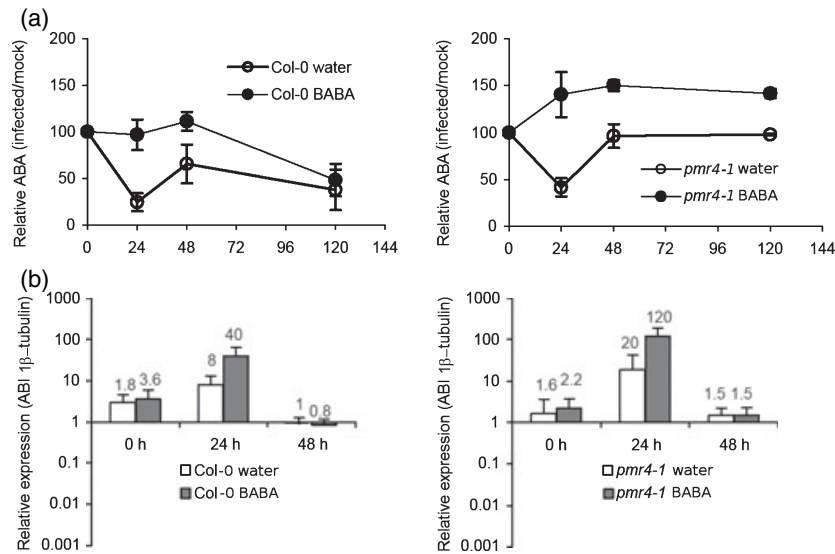 (a)
Relative ABA (infected/mock)
200
150
100
50
0
0 24 48 72 96 120 144
Col-0 water
Col-0 BABA
Relative ABA (infected/mock)
200
150
100
50
0
0 24 48 72 96 120 144
pmr4-1 water
pmr4-1 BABA
(b)
Relative expression (ABI 1β–tubulin)
1000
100
10
1
0.1
0.01
0.001
1.8 3.6
8 40
1 0.8
0 h 24 h 48 h
Col-0 water
Col-0 BABA
Relative expression (ABI 1β–tubulin)
1000
100
10
1
0.1
0.01
0.001
1.6 2.2
20 120
1.5 1.5
0 h 24 h 48 h
pmr4-1 water
pmr4-1 BABA